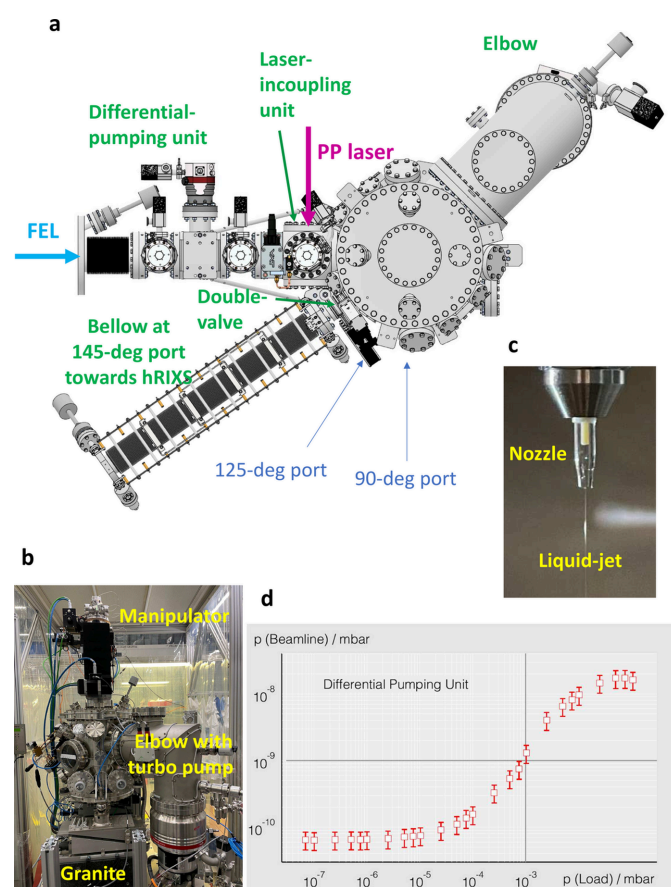 a
Elbow
Laser-
incoupling
unit
Differential-
pumping unit
PP laser
FEL
Double-
valve
Bellow at
145-deg port
towards hRIXS
125-deg port
90-deg port
c
Nozzle
Liquid-jet
b
Manipulator
Elbow with
turbo pump
Granite
d
p (Beamline) / mbar
Differential Pumping Unit
10⁻⁸
10⁻⁹
10⁻¹⁰
10⁻⁷ 10⁻⁶ 10⁻⁵ 10⁻⁴ 10⁻³
p (Load) / mbar